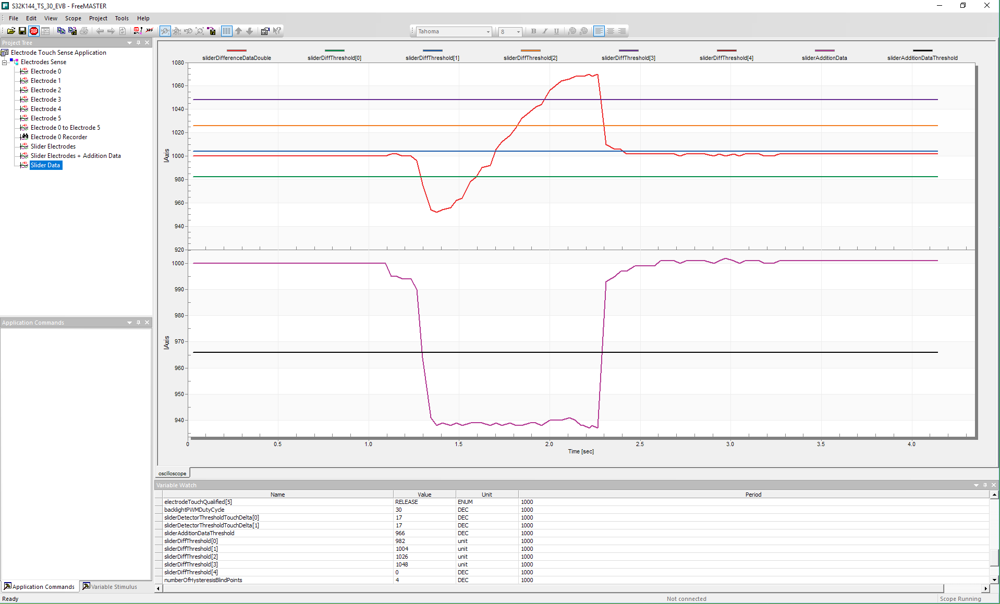 S32K144_TS_30_EVB - FreeMASTER
File Edit View Scope Project Tools Help
STOP
Tahoma 8 B I U
Project Tree
Electrode Touch Sense Application
Electrodes Sense
Electrode 0
Electrode 1
Electrode 2
Electrode 3
Electrode 4
Electrode 5
Electrode 0 to Electrode 5
Electrode 0 Recorder
Slider Electrodes
Slider Electrodes + Addition Data
Slider Data
Application Commands
Application Commands Variable Stimulus
sliderDifferenceDataDouble sliderDiffThreshold[0] sliderDiffThreshold[1] sliderDiffThreshold[2] sliderDiffThreshold[3] sliderDiffThreshold[4] sliderAdditionData sliderAdditionDataThreshold
1080
1060
1040
1020
1000
980
960
940
920
IAxis
1000
990
980
970
960
950
940
IAxis
0 0.5 1.0 1.5 2.0 2.5 3.0 3.5 4.0
Time [sec]
oscilloscope
Variable Watch
Name Value Unit Period
electrodeTouchQualified[5] RELEASE ENUM 1000
backlightPWMDutyCycle 30 DEC 1000
sliderDetectorThresholdTouchDelta[0] 17 DEC 1000
sliderDetectorThresholdTouchDelta[1] 17 DEC 1000
sliderAdditionDataThreshold 966 DEC 1000
sliderDiffThreshold[0] 982 unit 1000
sliderDiffThreshold[1] 1004 unit 1000
sliderDiffThreshold[2] 1026 unit 1000
sliderDiffThreshold[3] 1048 unit 1000
sliderDiffThreshold[4] 0 DEC 1000
numberOfHysteresisBlindPoints 4 DEC 1000
Ready Not connected Scope Running